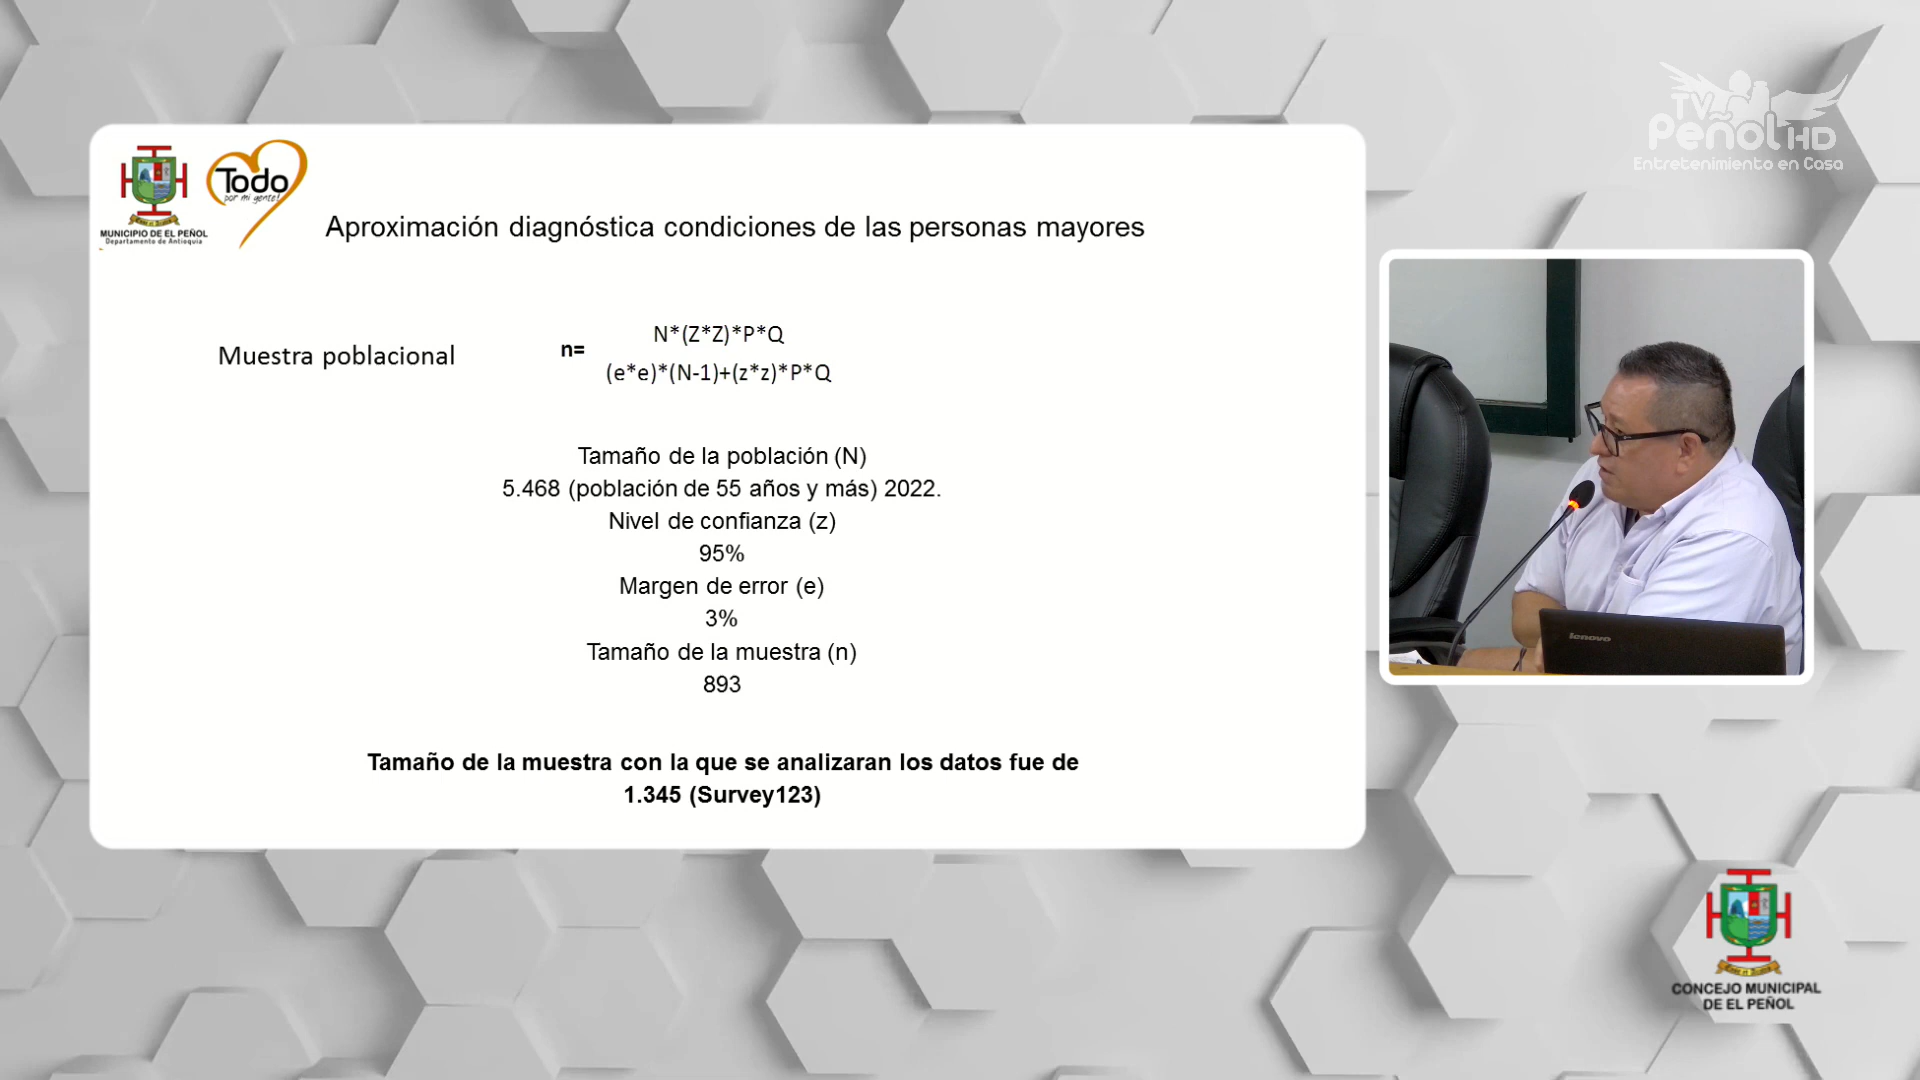 TV
Peñol HD
Entretenimiento en Casa
Todo
por mi gente!
MUNICIPIO DE EL PEÑOL
Departamento de Antioquia
Aproximación diagnóstica condiciones de las personas mayores
Muestra poblacional
n=
N*(Z*Z)*P*Q
(e*e)*(N-1)+(z*z)*P*Q
Tamaño de la población (N)
5.468 (población de 55 años y más) 2022.
Nivel de confianza (z)
95%
Margen de error (e)
3%
Tamaño de la muestra (n)
893
Tamaño de la muestra con la que se analizaran los datos fue de
1.345 (Survey123)
lenovo
CONCEJO MUNICIPAL
DE EL PEÑOL